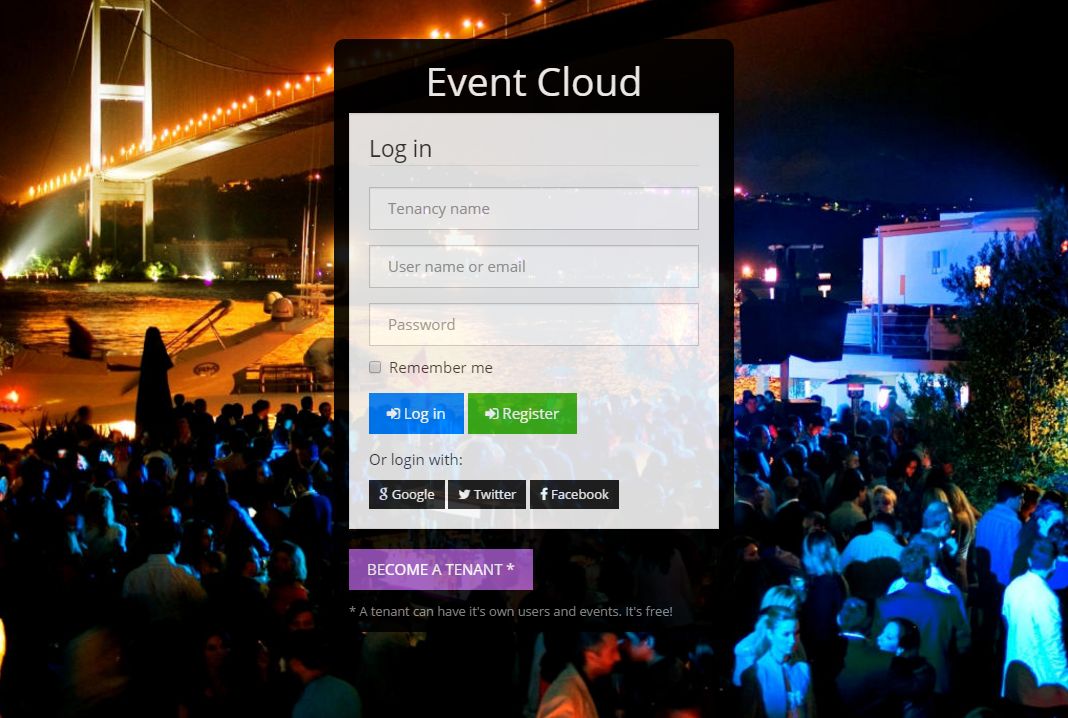 Event Cloud
Log in
Tenancy name
User name or email
Password
Remember me
Log in Register
Or login with:
Google Twitter Facebook
BECOME A TENANT *
* A tenant can have it's own users and events. It's free!